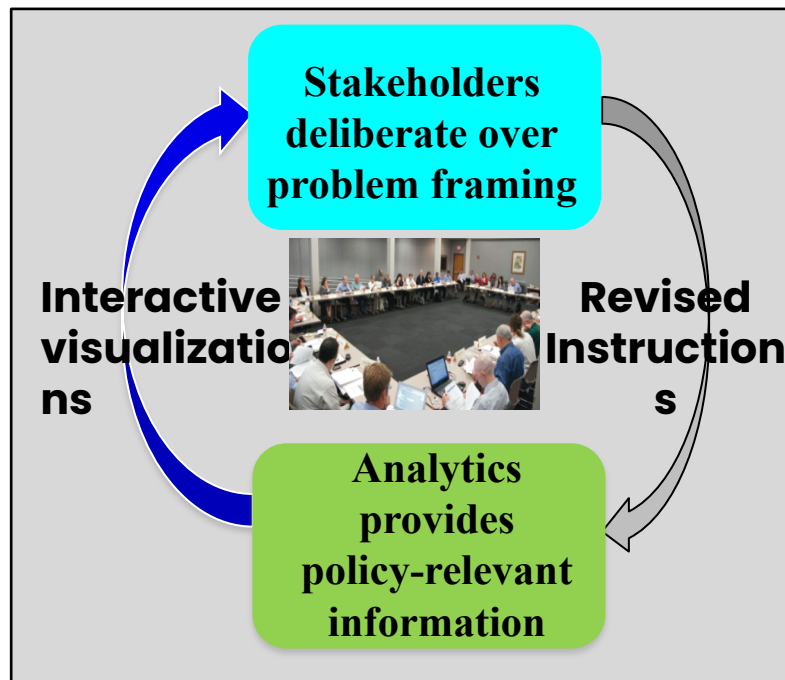 Stakeholders
deliberate over
problem framing
Interactive
visualizatio
ns
Revised
Instruction
s
Analytics
provides
policy-relevant
information